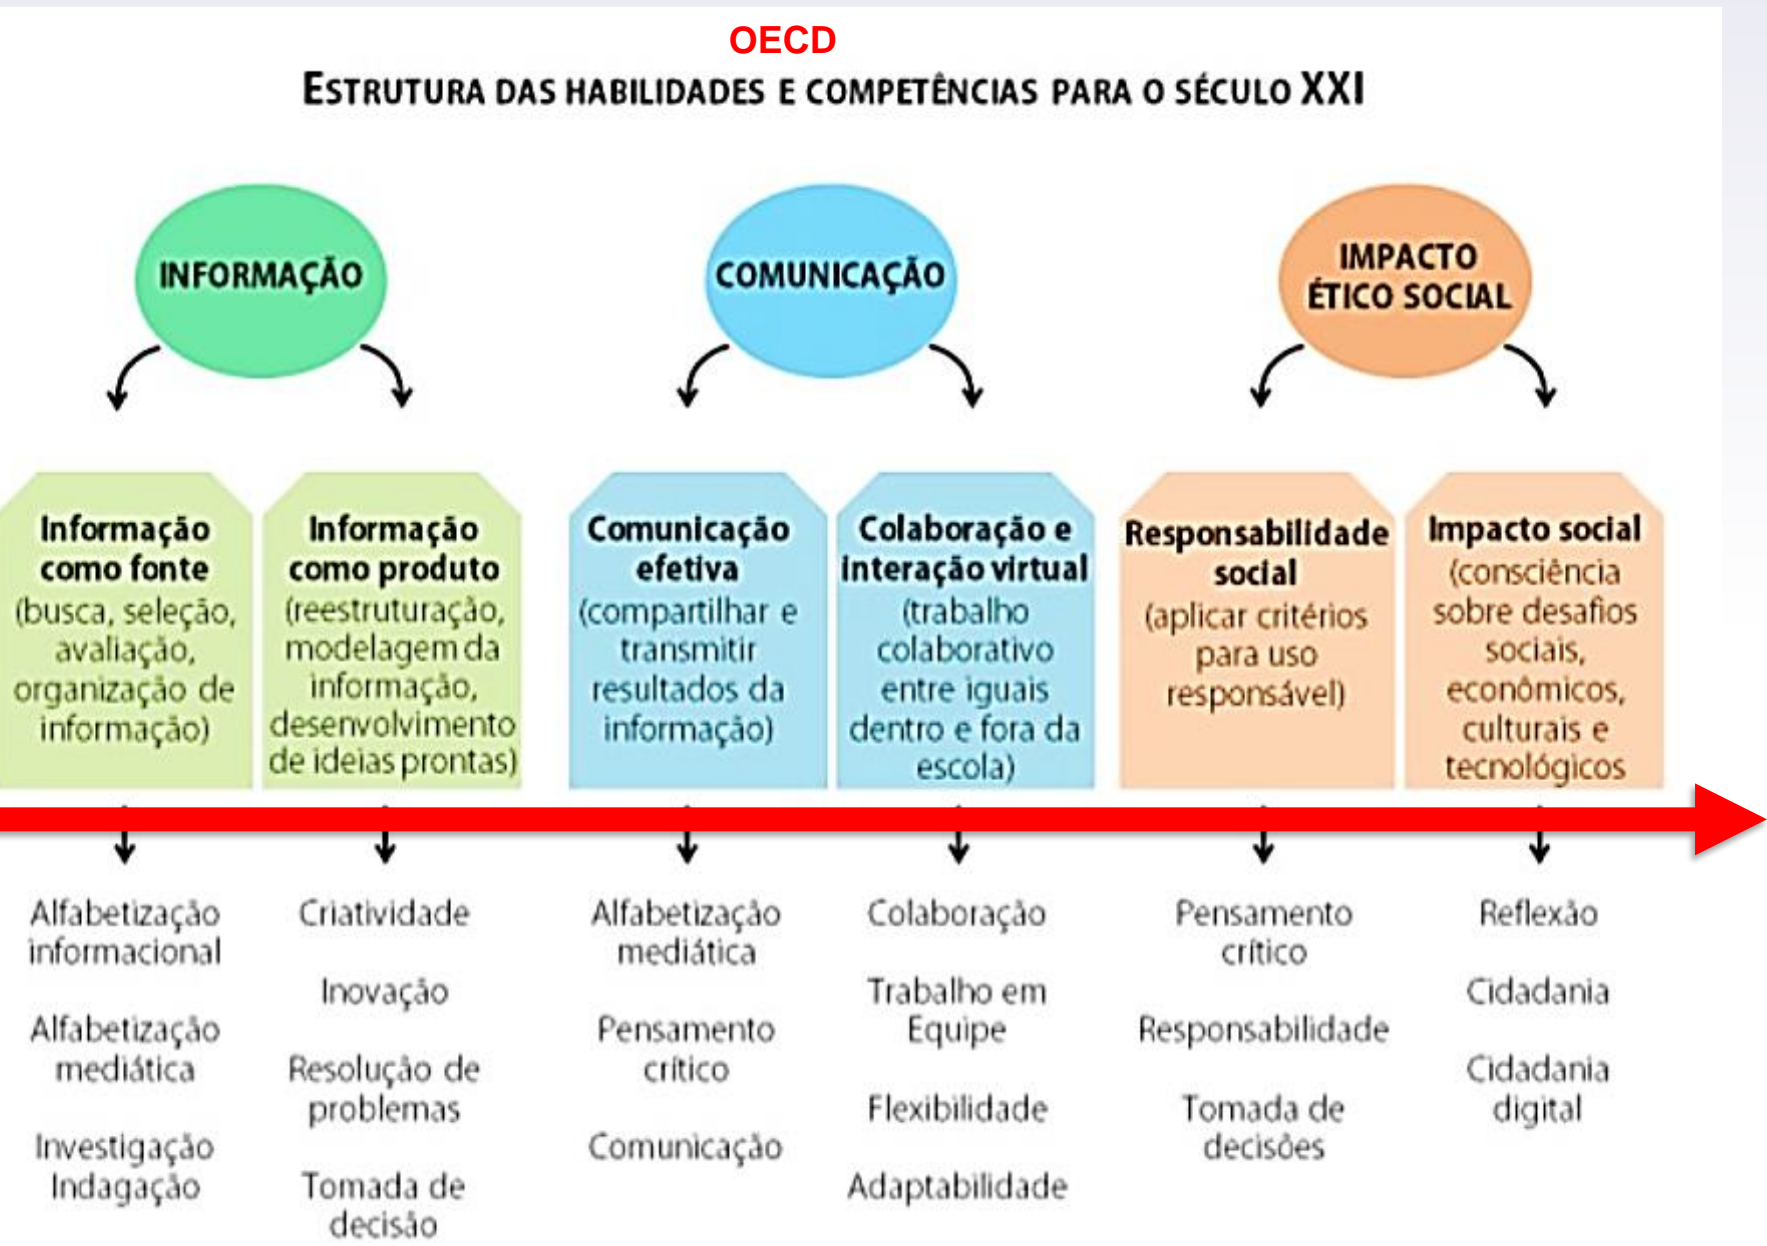 OECD
ESTRUTURA DAS HABILIDADES E COMPETÊNCIAS PARA O SÉCULO XXI
INFORMAÇÃO
COMUNICAÇÃO
IMPACTO
ÉTICO SOCIAL
Informação
como fonte
(busca, seleção,
avaliação,
organização de
informação)
Informação
como produto
(reestruturação,
modelagem da
informação,
desenvolvimento
de ideias prontas)
Comunicação
efetiva
(compartilhar e
transmitir
resultados da
informação)
Colaboração e
interação virtual
(trabalho
colaborativo
entre iguais
dentro e fora da
escola)
Responsabilidade
social
(aplicar critérios
para uso
responsável)
Impacto social
(consciência
sobre desafios
sociais,
econômicos,
culturais e
tecnológicos
Alfabetização
informacional
Alfabetização
mediática
Investigação
Indagação
Criatividade
Inovação
Resolução de
problemas
Tomada de
decisão
Alfabetização
mediática
Pensamento
crítico
Comunicação
Colaboração
Trabalho em
Equipe
Flexibilidade
Adaptabilidade
Pensamento
crítico
Responsabilidade
Tomada de
decisões
Reflexão
Cidadania
Cidadania
digital